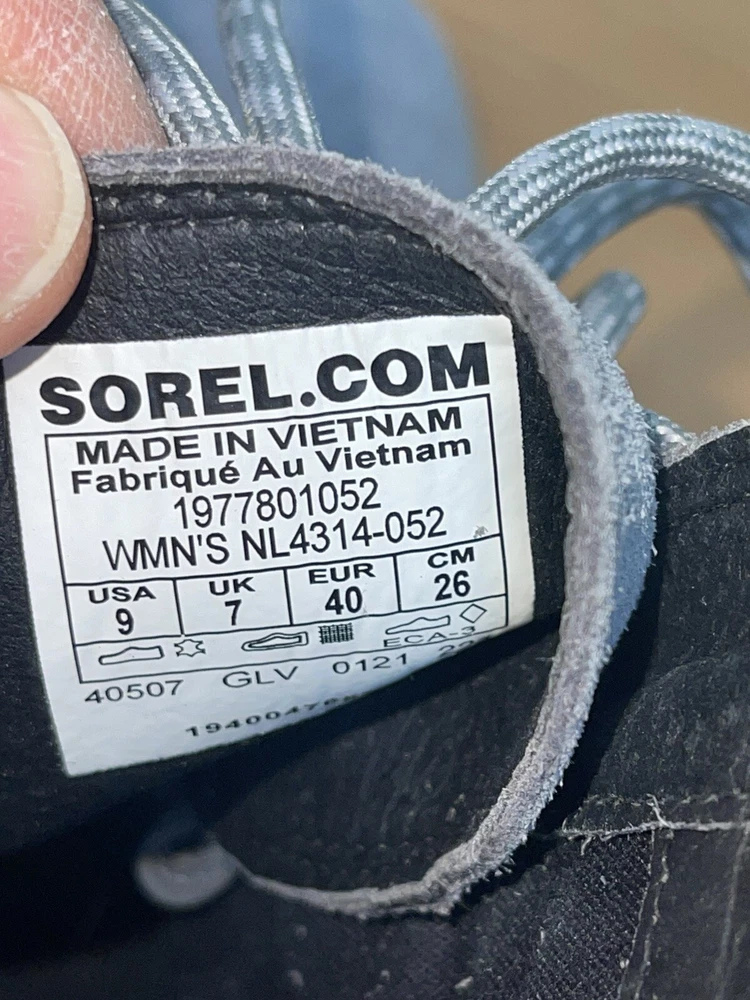 SOREL.COM
MADE IN VIETNAM
Fabriqué Au Vietnam
1977801052
WMN'S NL4314-052
USA UK EUR CM
9 7 40 26
ECA-3
40507 GLV 0121